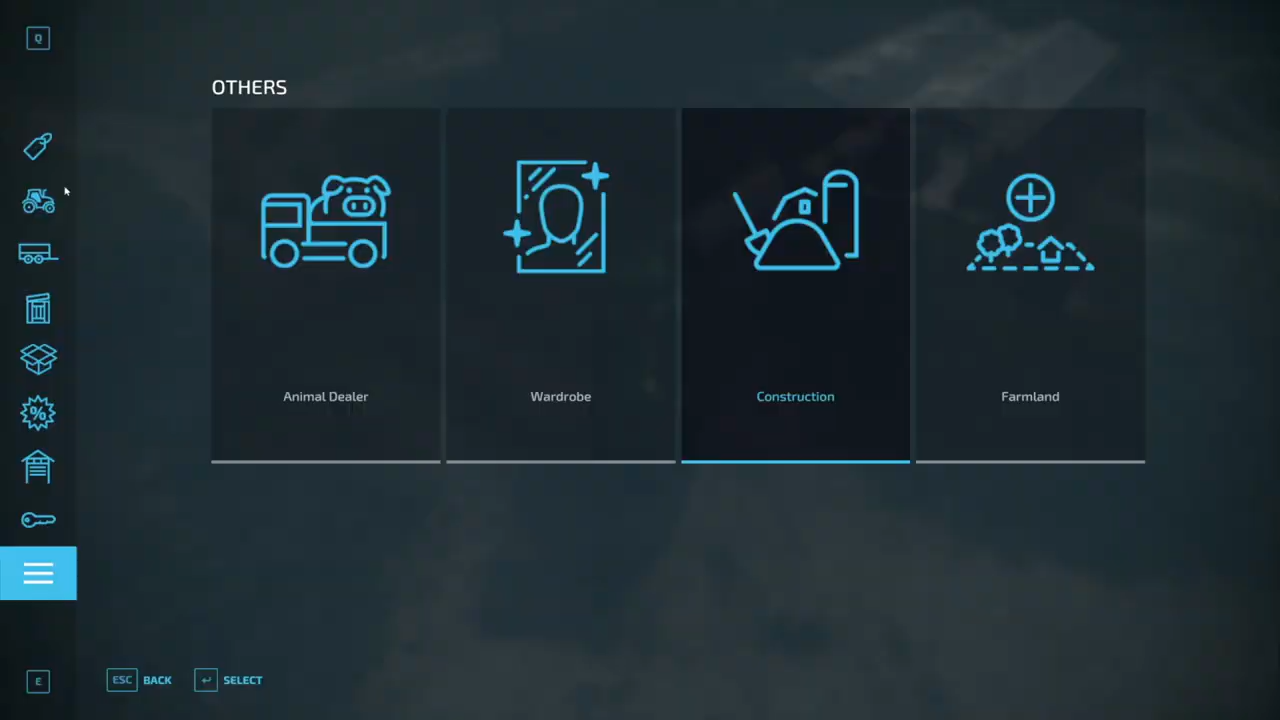 Q
OTHERS
Animal Dealer
Wardrobe
Construction
Farmland
%
E
ESC BACK ↵ SELECT